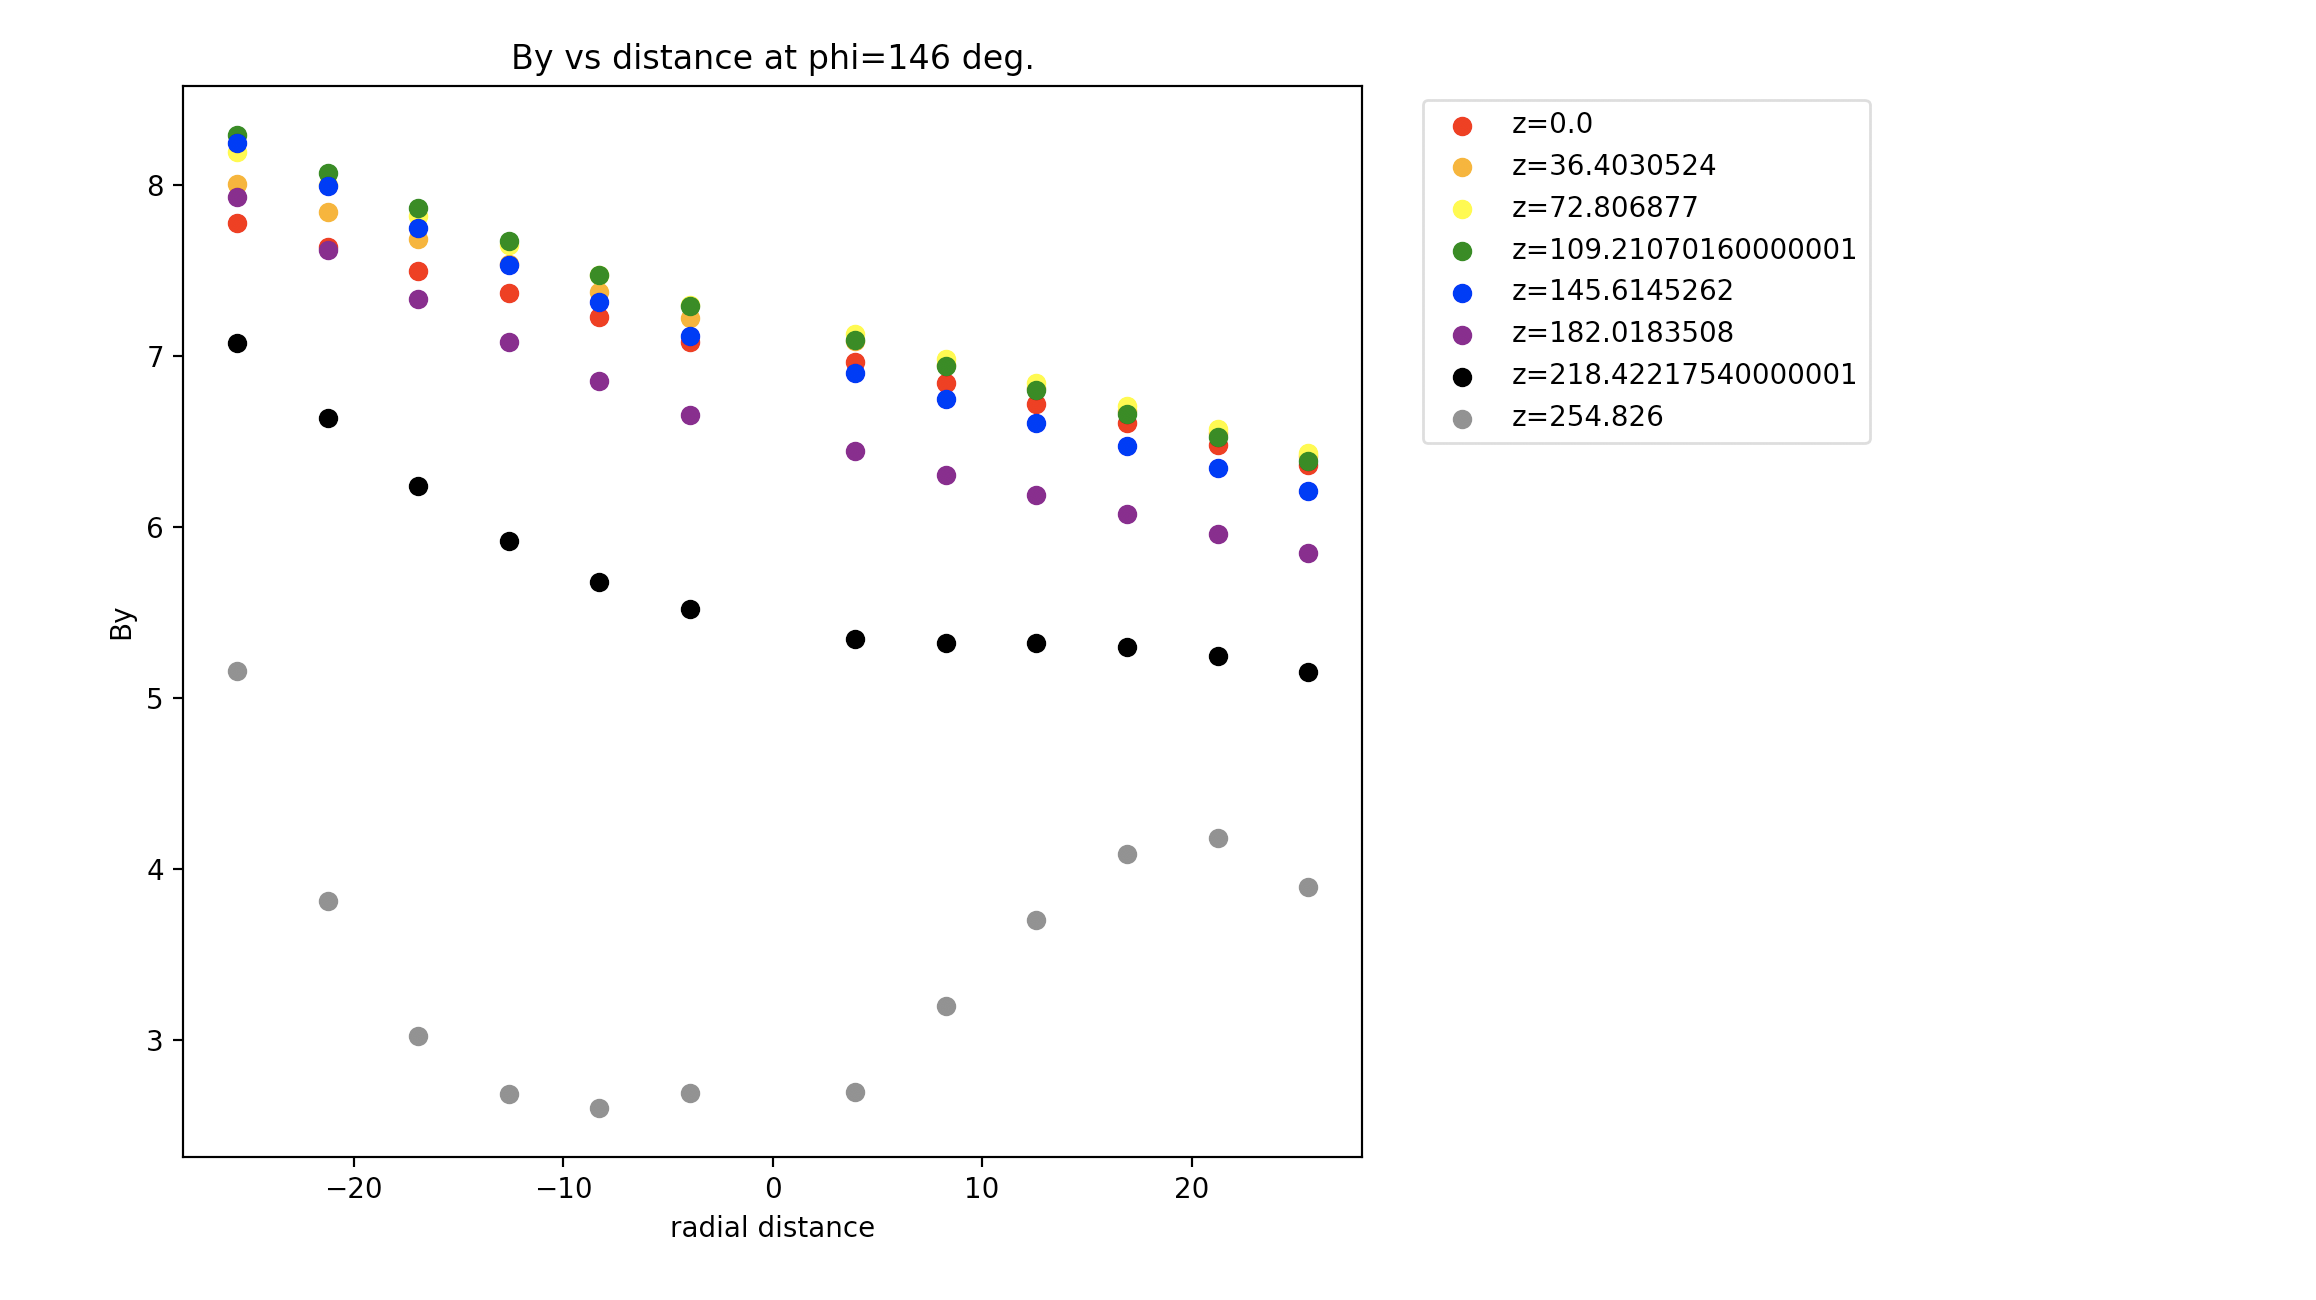 By vs distance at phi=146 deg.
8
7
6
5
4
3
By
−20
−10
0
10
20
radial distance
z=0.0
z=36.4030524
z=72.806877
z=109.21070160000001
z=145.6145262
z=182.0183508
z=218.42217540000001
z=254.826